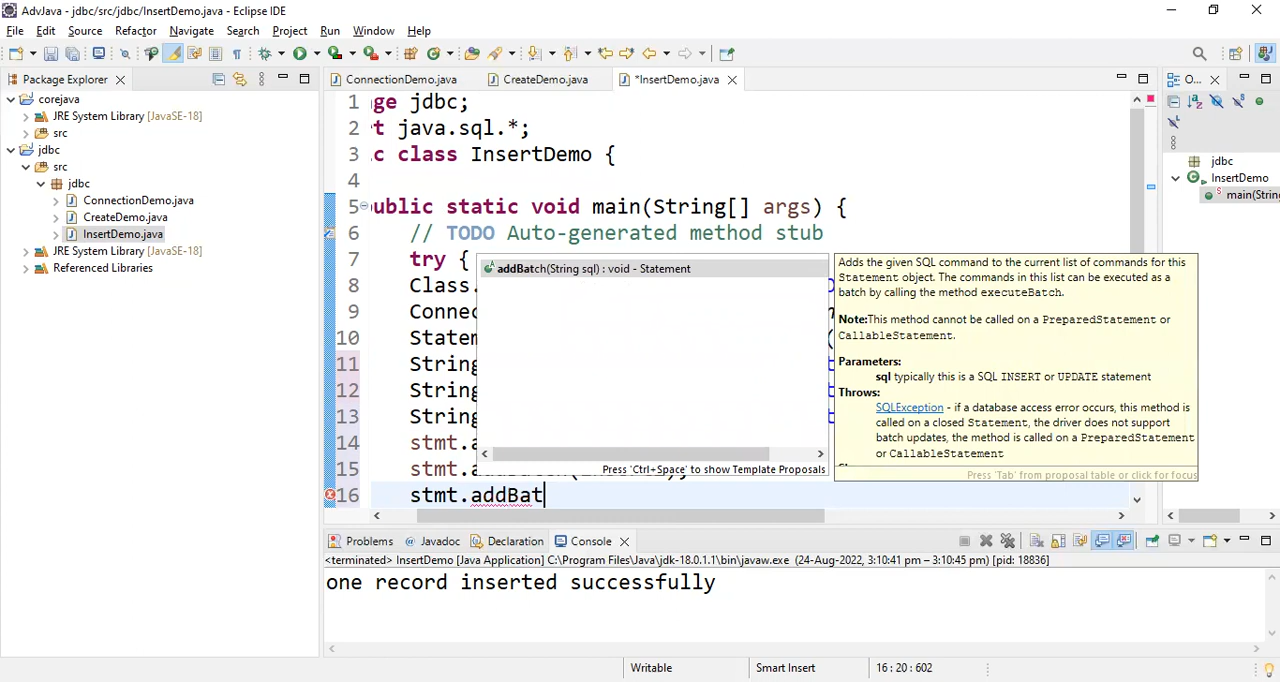 AdvJava - jdbc/src/jdbc/InsertDemo.java - Eclipse IDE
File Edit Source Refactor Navigate Search Project Run Window Help
Package Explorer
ConnectionDemo.java
CreateDemo.java
*InsertDemo.java
O...
corejava
JRE System Library [JavaSE-18]
src
jdbc
src
jdbc
ConnectionDemo.java
CreateDemo.java
InsertDemo.java
JRE System Library [JavaSE-18]
Referenced Libraries
1 ge jdbc;
2 t java.sql.*;
3 c class InsertDemo {
4
5 ublic static void main(String[] args) {
6 // TODO Auto-generated method stub
7 try {
8 Class.
9 Connec
10 Statem
11 String
12 String
13 String
14 stmt.a
15 stmt.
16 stmt.addBat
addBatch(String sql) : void - Statement
Press 'Ctrl+Space' to show Template Proposals
Adds the given SQL command to the current list of commands for this
Statement object. The commands in this list can be executed as a
batch by calling the method executeBatch.
Note:This method cannot be called on a PreparedStatement or
CallableStatement.
Parameters:
sql typically this is a SQL INSERT or UPDATE statement
Throws:
SQLException - if a database access error occurs, this method is
called on a closed Statement, the driver does not support
batch updates, the method is called on a PreparedStatement
or CallableStatement
Press 'Tab' from proposal table or click for focus
jdbc
InsertDemo
main(String
Problems
@ Javadoc
Declaration
Console
<terminated> InsertDemo [Java Application] C:\Program Files\Java\jdk-18.0.1.1\bin\javaw.exe (24-Aug-2022, 3:10:41 pm – 3:10:45 pm) [pid: 18836]
one record inserted successfully
Writable
Smart Insert
16 : 20 : 602